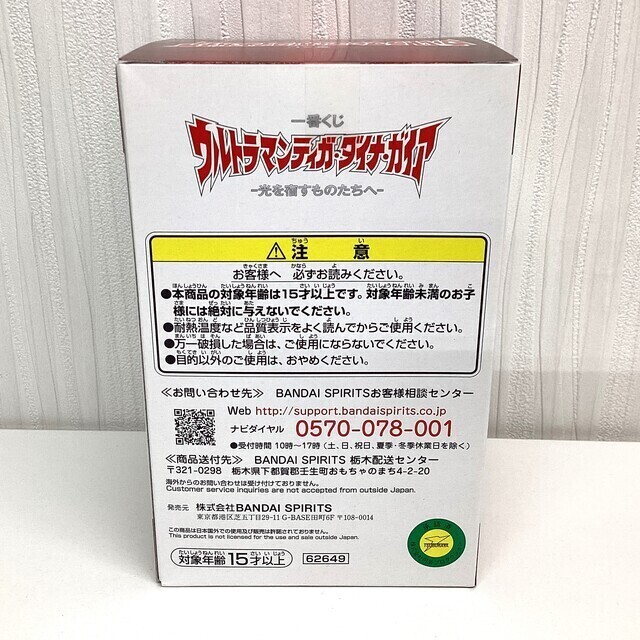 一番くじ
ウルトラマンティガ・ダイナ・ガイア
-光を宿すものたちへ-
⚠注意
お客様へ 必ずお読みください。
●本商品の対象年齢は15才以上です。対象年齢未満のお子
様には絶対に与えないでください。
●耐熱温度など品質表示をよく読んでからご使用ください。
●万一破損した場合は、ご使用にならないでください。
●目的以外のご使用は、おやめください。
≪お問い合わせ先≫ BANDAI SPIRITSお客様相談センター
Web http://support.bandaispirits.co.jp
ナビダイヤル 0570-078-001
●受付時間 10時~17時(土、日、祝日、夏季・冬季休業日を除く)
≪商品送付先≫ BANDAI SPIRITS 栃木配送センター
〒321-0298 栃木県下都賀郡壬生町おもちゃのまち4-2-20
海外からのお問い合わせは受け付けておりません。
Customer service inquiries are not accepted from outside Japan.
発売元 株式会社BANDAI SPIRITS
東京都港区芝五丁目29-11 G-BASE田町6F 〒108-0014
この商品は日本国外での使用及び販売は許諾されておりません。
This product is not licensed for the use and sale outside Japan.
対象年齢15才以上
62649